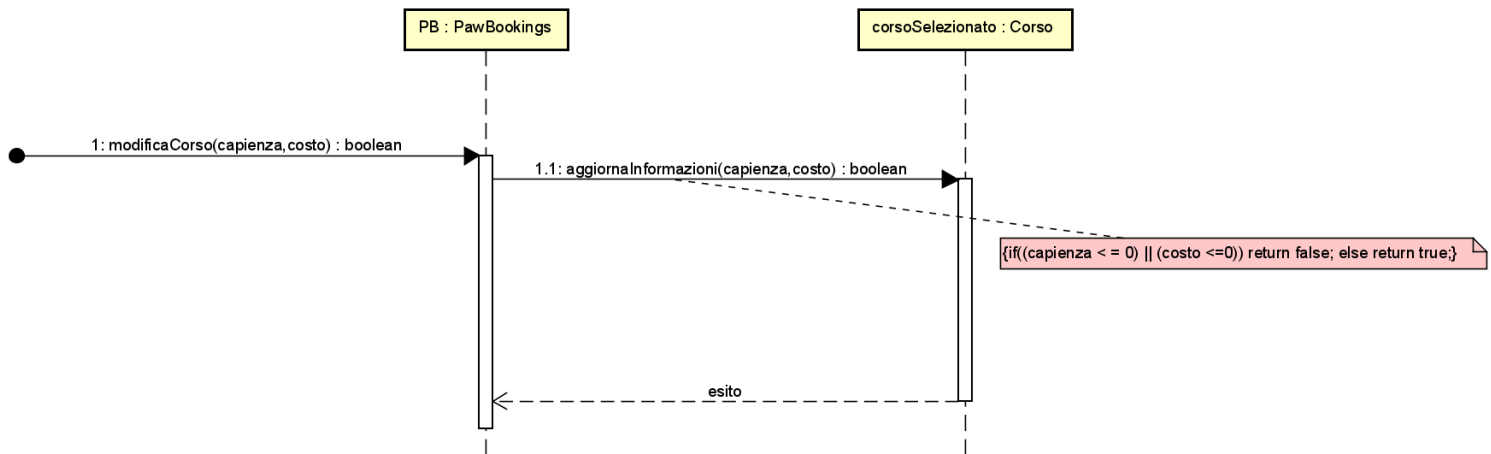 PB : PawBookings
corsoSelezionato : Corso
1: modificaCorso(capienza,costo) : boolean
1.1: aggiornaInformazioni(capienza,costo) : boolean
{if((capienza < = 0) || (costo <=0)) return false; else return true;}
esito